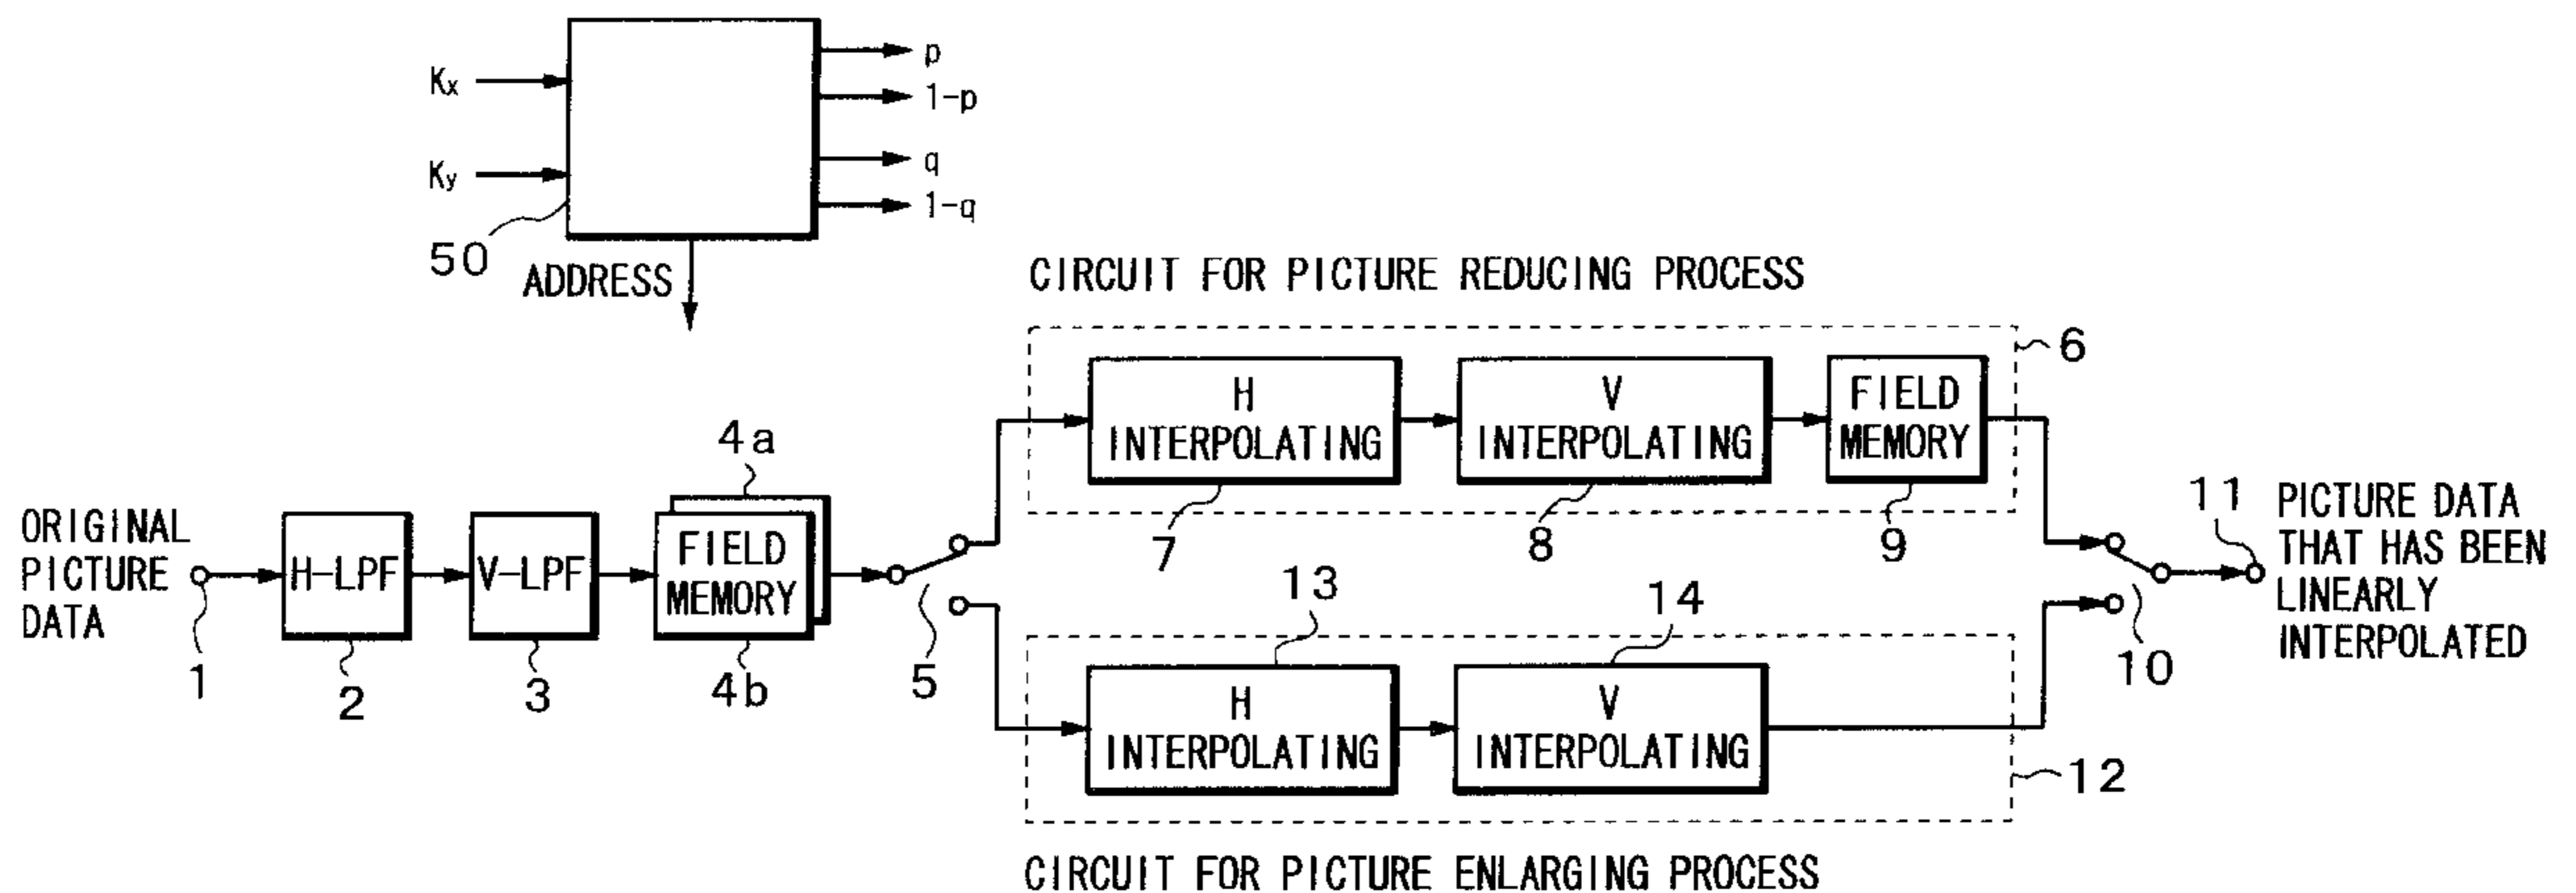 Kx
Ky
50
p
1-p
q
1-q
ADDRESS
CIRCUIT FOR PICTURE REDUCING PROCESS
6
H
INTERPOLATING
7
V
INTERPOLATING
8
FIELD
MEMORY
9
ORIGINAL
PICTURE
DATA
1
H-LPF
2
V-LPF
3
4a
FIELD
MEMORY
4b
5
10
11
PICTURE DATA
THAT HAS BEEN
LINEARLY
INTERPOLATED
13
H
INTERPOLATING
14
V
INTERPOLATING
12
CIRCUIT FOR PICTURE ENLARGING PROCESS